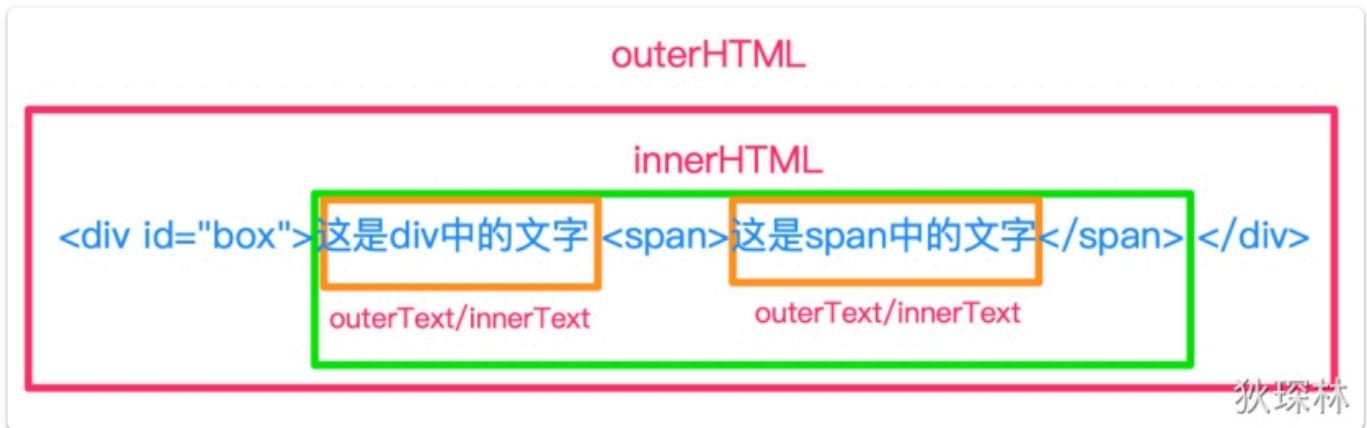 outerHTML
innerHTML
<div id="box">这是div中的文字 <span>这是span中的文字</span> </div>
outerText/innerText outerText/innerText
狄琛林